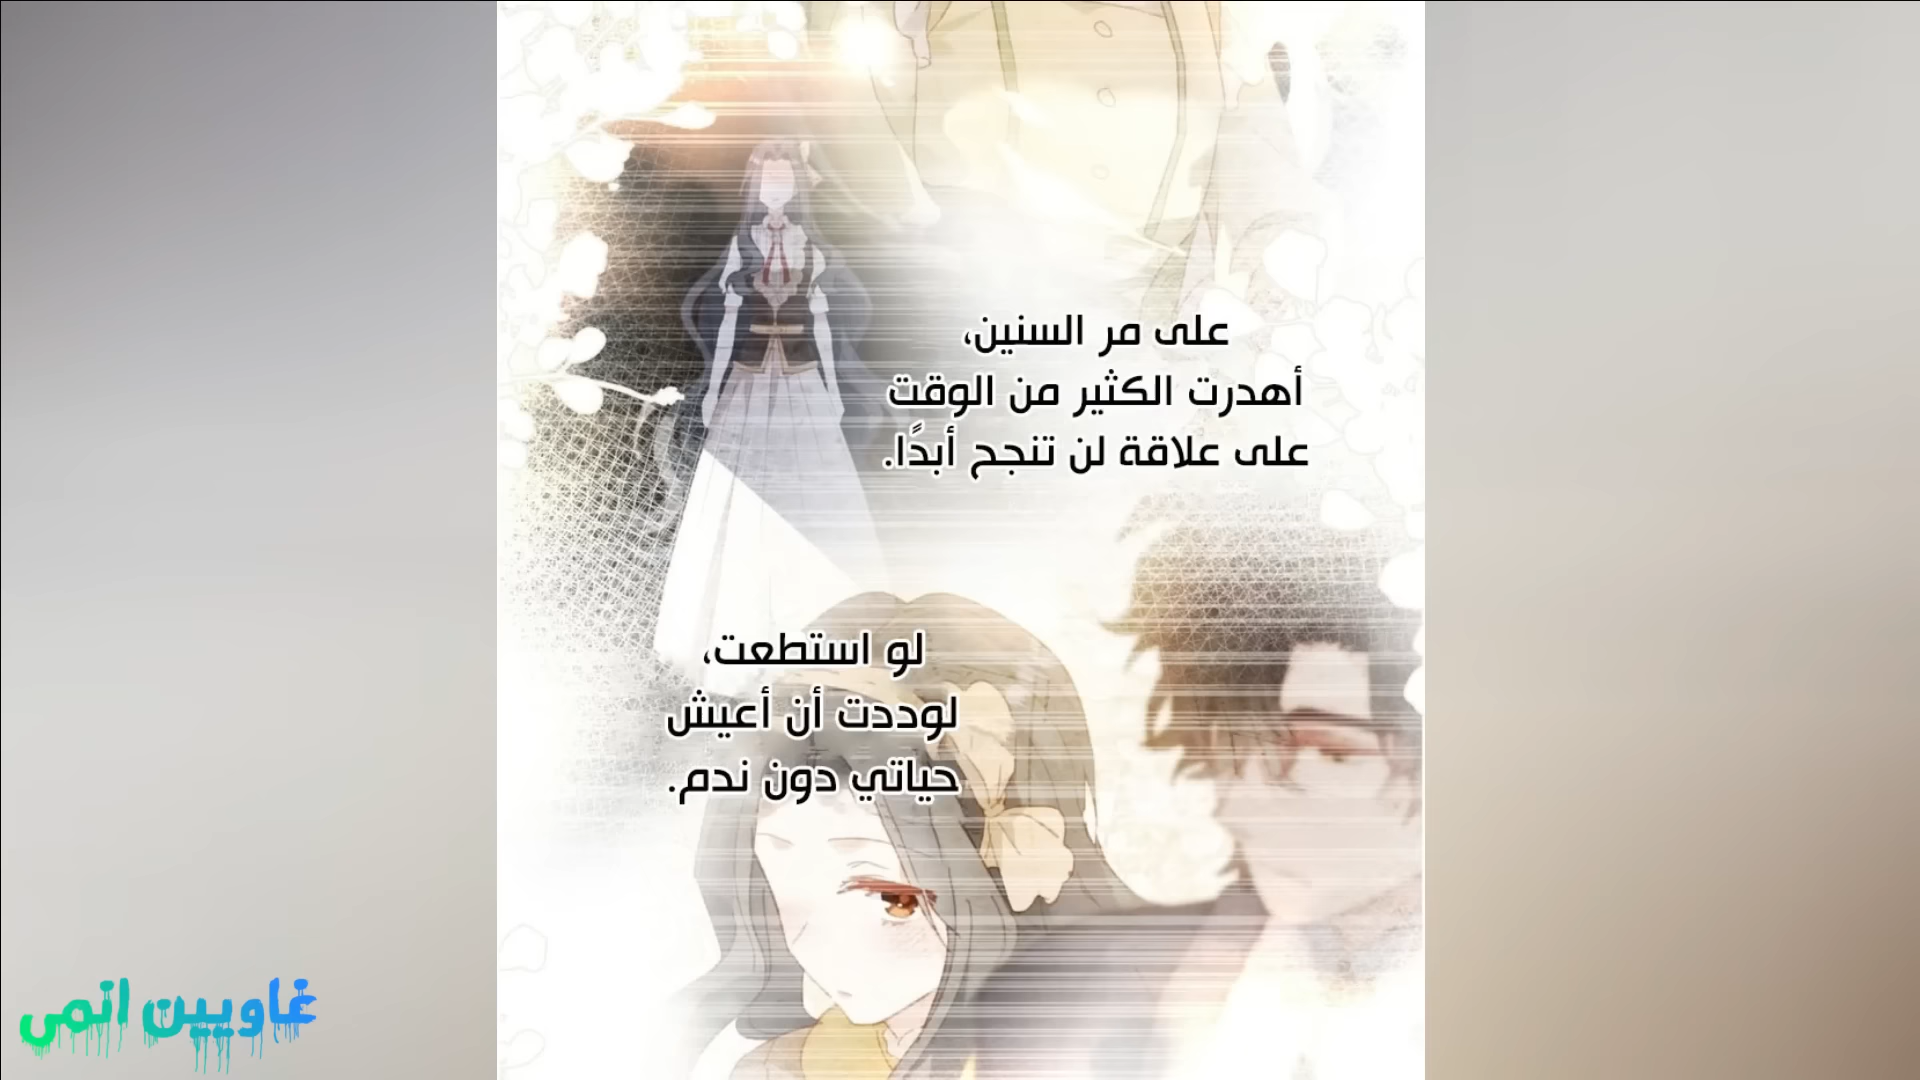 على مر السنين،
أهدرت الكثير من الوقت
على علاقة لن تنجح أبدًا.
لو استطعت،
لوددت أن أعيش
حياتي دون ندم.
غاويين انمي